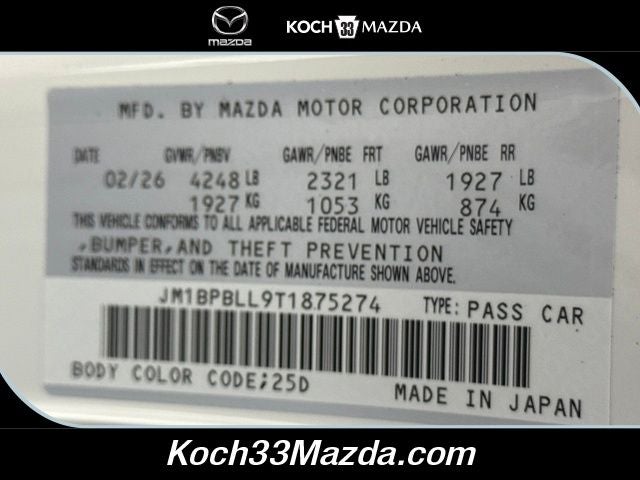 mazda KOCH 33 MAZDA
MFD. BY MAZDA MOTOR CORPORATION
DATE GVWR/PNBV GAWR/PNBE FRT GAWR/PNBE RR
02/26 4248 LB 2321 LB 1927 LB
1927 KG 1053 KG 874 KG
THIS VEHICLE CONFORMS TO ALL APPLICABLE FEDERAL MOTOR VEHICLE SAFETY
,BUMPER,AND THEFT PREVENTION
STANDARDS IN EFFECT ON THE DATE OF MANUFACTURE SHOWN ABOVE.
JM1BPBLL9T1875274 TYPE: PASS CAR
BODY COLOR CODE;25D MADE IN JAPAN
Koch33Mazda.com